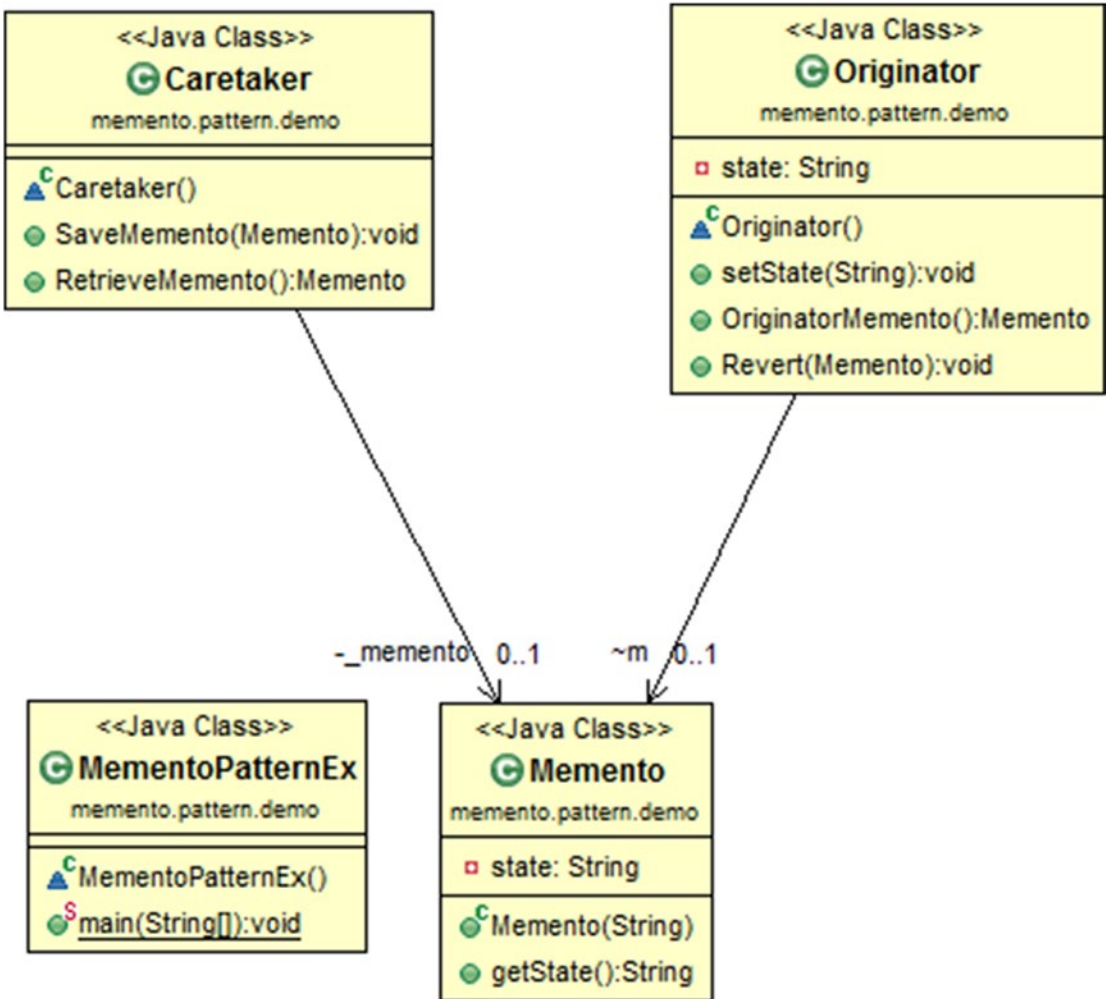 <<Java Class>>
Caretaker
memento.pattern.demo
Caretaker()
SaveMemento(Memento):void
RetrieveMemento():Memento
<<Java Class>>
Originator
memento.pattern.demo
state: String
Originator()
setState(String):void
OriginatorMemento():Memento
Revert(Memento):void
-_memento 0..1
~m 0..1
<<Java Class>>
MementoPatternEx
memento.pattern.demo
MementoPatternEx()
main(String[]):void
<<Java Class>>
Memento
memento.pattern.demo
state: String
Memento(String)
getState():String